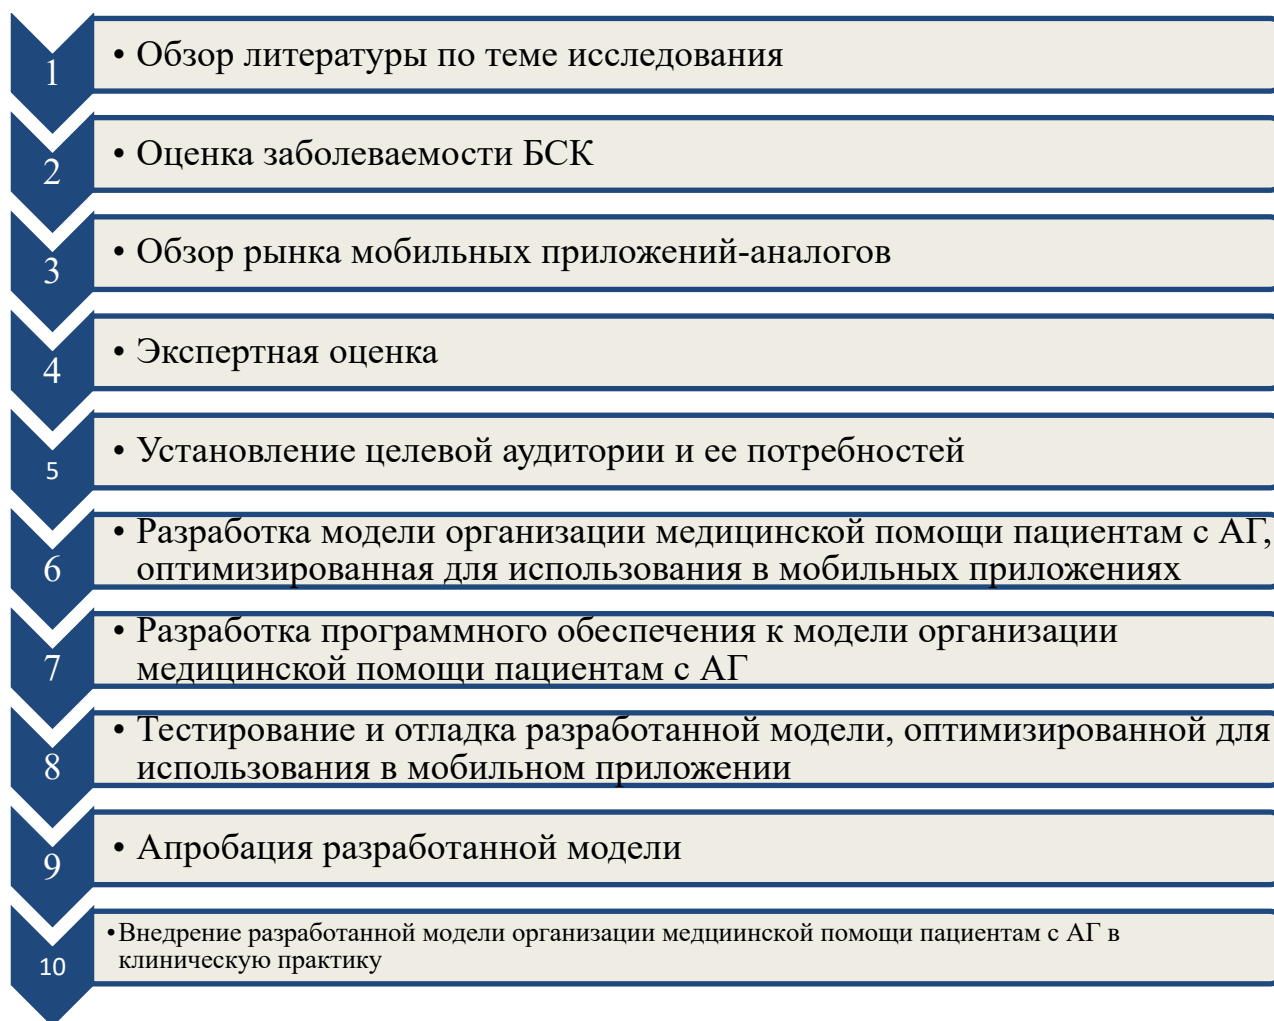 1
• Обзор литературы по теме исследования
2
• Оценка заболеваемости БСК
3
• Обзор рынка мобильных приложений-аналогов
4
• Экспертная оценка
5
• Установление целевой аудитории и ее потребностей
6
• Разработка модели организации медицинской помощи пациентам с АГ,
оптимизированная для использования в мобильных приложениях
7
• Разработка программного обеспечения к модели организации
медицинской помощи пациентам с АГ
8
• Тестирование и отладка разработанной модели, оптимизированной для
использования в мобильном приложении
9
• Апробация разработанной модели
10
•Внедрение разработанной модели организации медциинской помощи пациентам с АГ в
клиническую практику